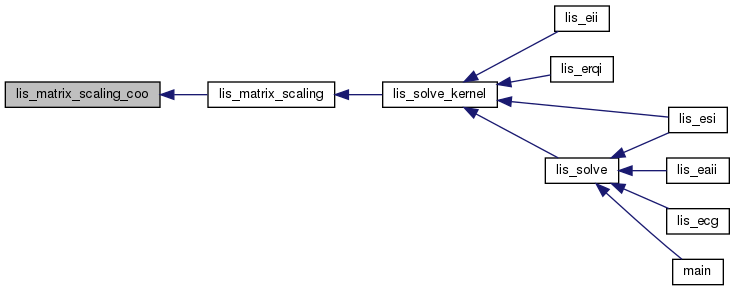 lis_eii
lis_erqi
lis_matrix_scaling_coo
lis_matrix_scaling
lis_solve_kernel
lis_esi
lis_solve
lis_eaii
lis_ecg
main